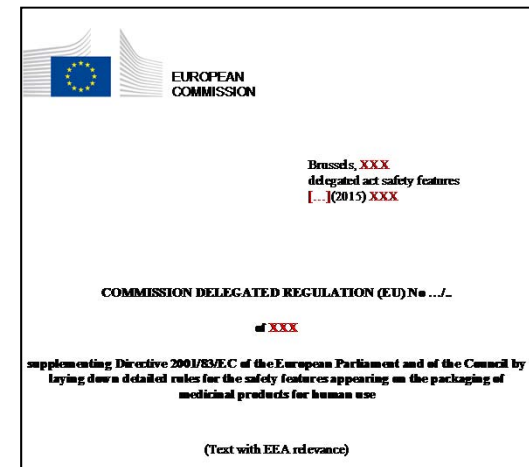 EUROPEAN
COMMISSION
Brussels, XXX
delegated act safety features
[…](2015) XXX
COMMISSION DELEGATED REGULATION (EU) No …/..
of XXX
supplementing Directive 2001/83/EC of the European Parliament and of the Council by
laying down detailed rules for the safety features appearing on the packaging of
medicinal products for human use
(Text with EEA relevance)